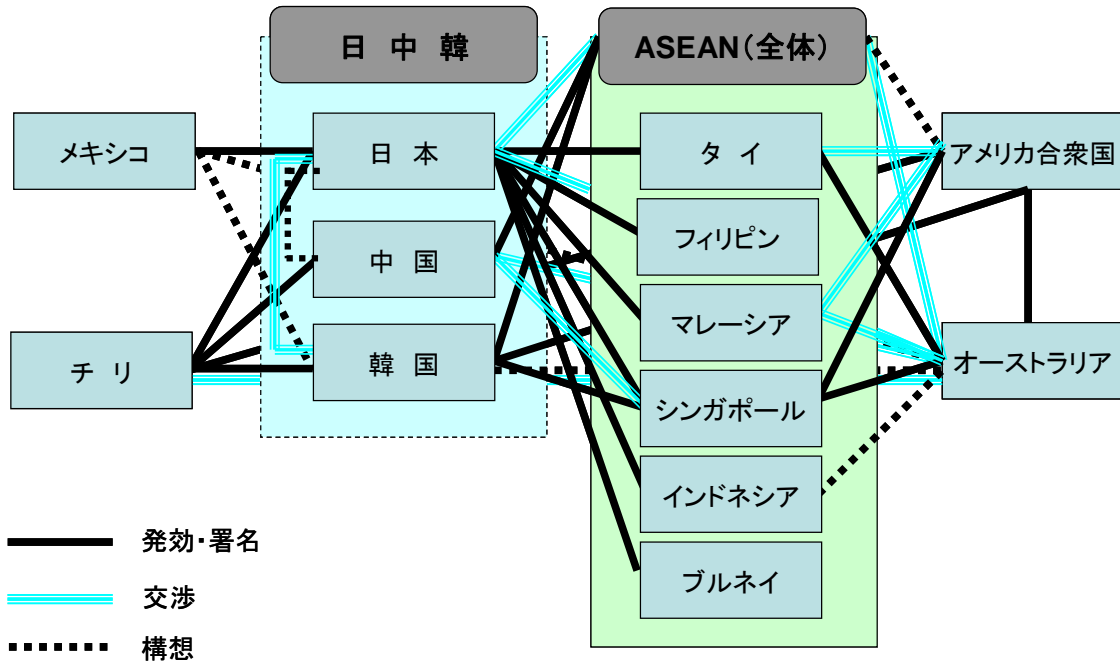 日 中 韓
ASEAN(全体)
メキシコ
日 本
タ イ
アメリカ合衆国
フィリピン
中 国
マレーシア
チ リ
韓 国
オーストラリア
シンガポール
インドネシア
ブルネイ
発効・署名
交渉
構想